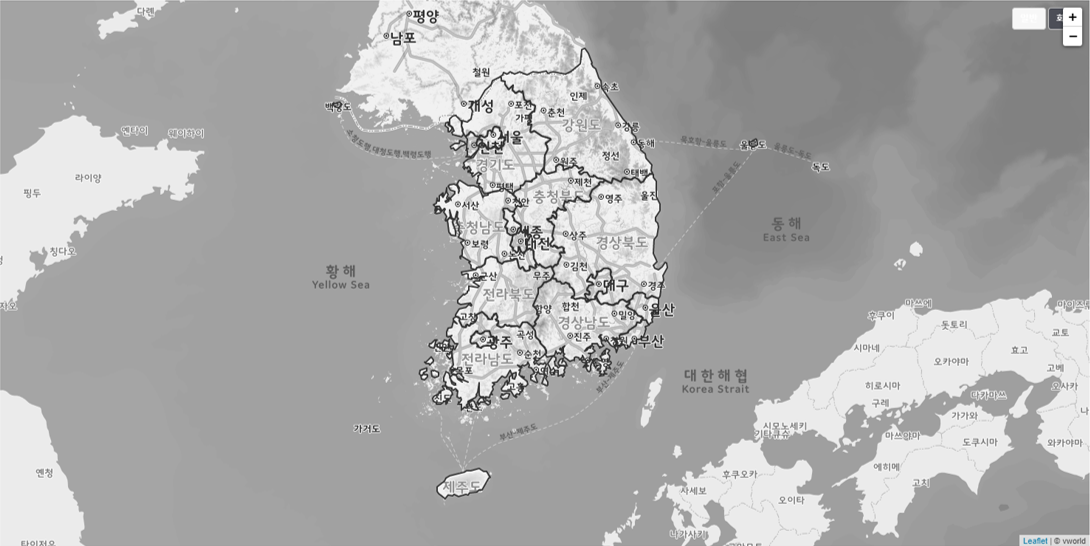 다롄
평양
남포
철원
속초
인제
개성
포천
가평
춘천
강원도
강릉
동해
백령도
서울
인천
경기도
정선
원주
태백
독도
평택
제천
충청북도
영주
울진
옌타이
웨이하이
라이양
핑두
칭다오
서산
천안
세종
상주
경상북도
대전
보령
논산
김천
동해
East Sea
황해
Yellow Sea
군산
무주
대구
경주
전라북도
울산
고창
함양
합천
경상남도
밀양
진주
부산
광주
곡성
전라남도
순천
목포
고흥
대한해협
Korea Strait
가거도
부산-제주도
제주도
마쓰에
훗쿠이
돗토리
교토
시마네
오카야마
효고
고베
오사카
히로시마
구레
다카마쓰
가가와
시모노세키
기타큐슈
마쓰야마
도쿠시마
와카야마
에히메
고치
후쿠오카
사세보
오이타
나가사키
옌청
+
−
Leaflet | © vworld